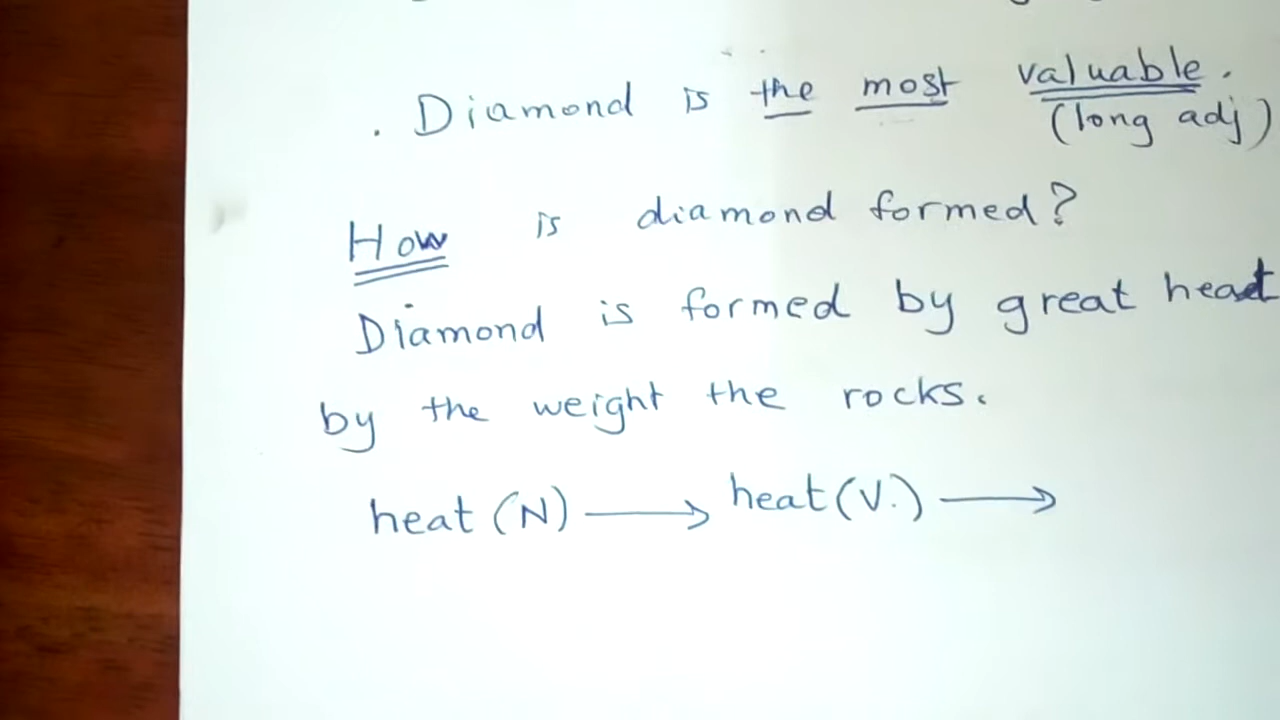 . Diamond is the most valuable.
(long adj)
How is diamond formed?
Diamond is formed by great heat
by the weight the rocks.
heat (N) → heat (V.) →